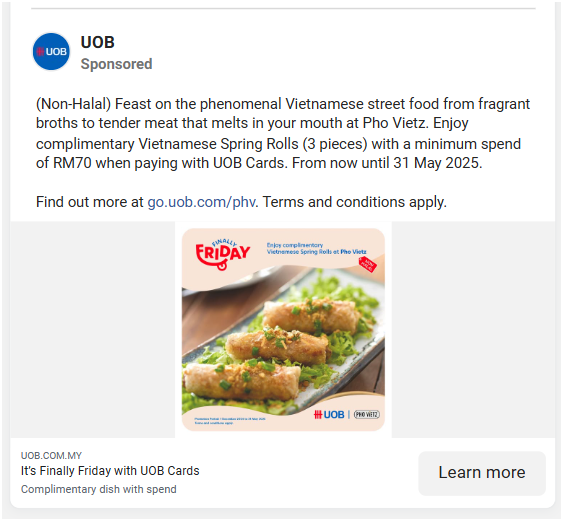 UOB
UOB
Sponsored
(Non-Halal) Feast on the phenomenal Vietnamese street food from fragrant
broths to tender meat that melts in your mouth at Pho Vietz. Enjoy
complimentary Vietnamese Spring Rolls (3 pieces) with a minimum spend
of RM70 when paying with UOB Cards. From now until 31 May 2025.
Find out more at go.uob.com/phv. Terms and conditions apply.
FINALLY
FRIDAY
Enjoy complimentary
Vietnamese Spring Rolls at Pho Vietz
UOB | PHO VIETZ
UOB.COM.MY
It's Finally Friday with UOB Cards
Complimentary dish with spend
Learn more